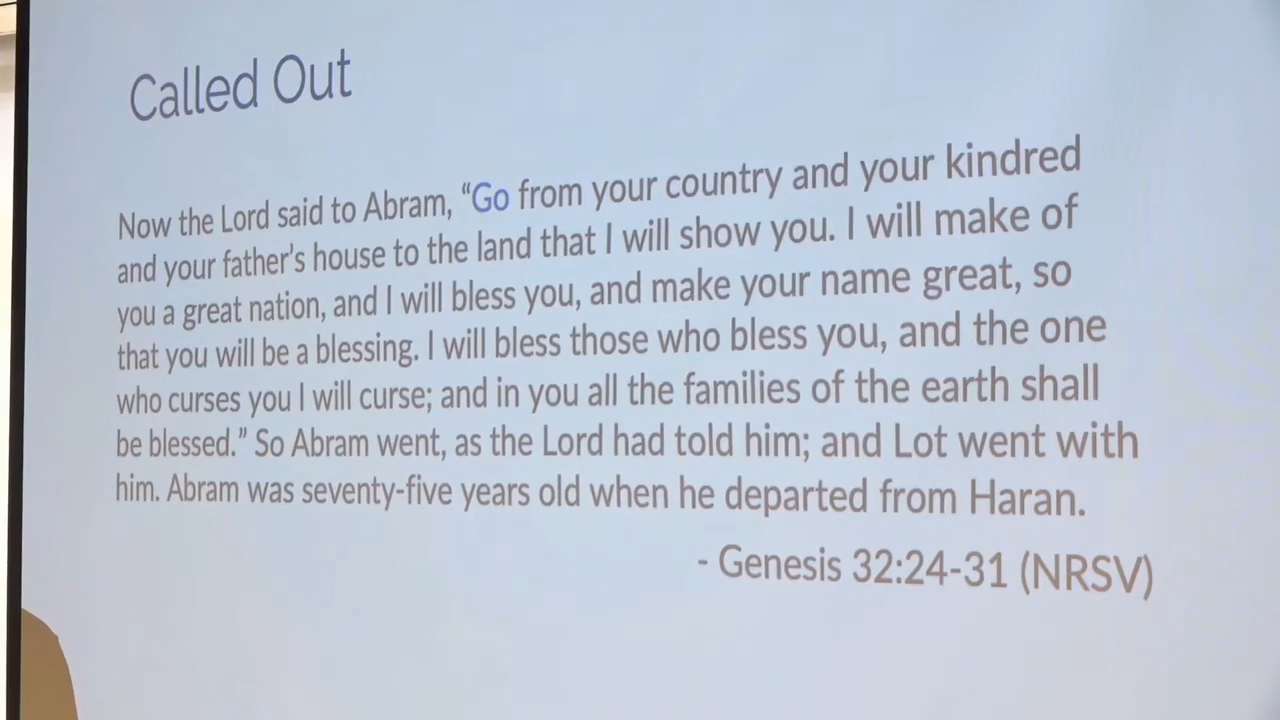 Called Out
Now the Lord said to Abram, “Go from your country and your kindred
and your father’s house to the land that I will show you. I will make of
you a great nation, and I will bless you, and make your name great, so
that you will be a blessing. I will bless those who bless you, and the one
who curses you I will curse; and in you all the families of the earth shall
be blessed.” So Abram went, as the Lord had told him; and Lot went with
him. Abram was seventy-five years old when he departed from Haran.
- Genesis 32:24-31 (NRSV)